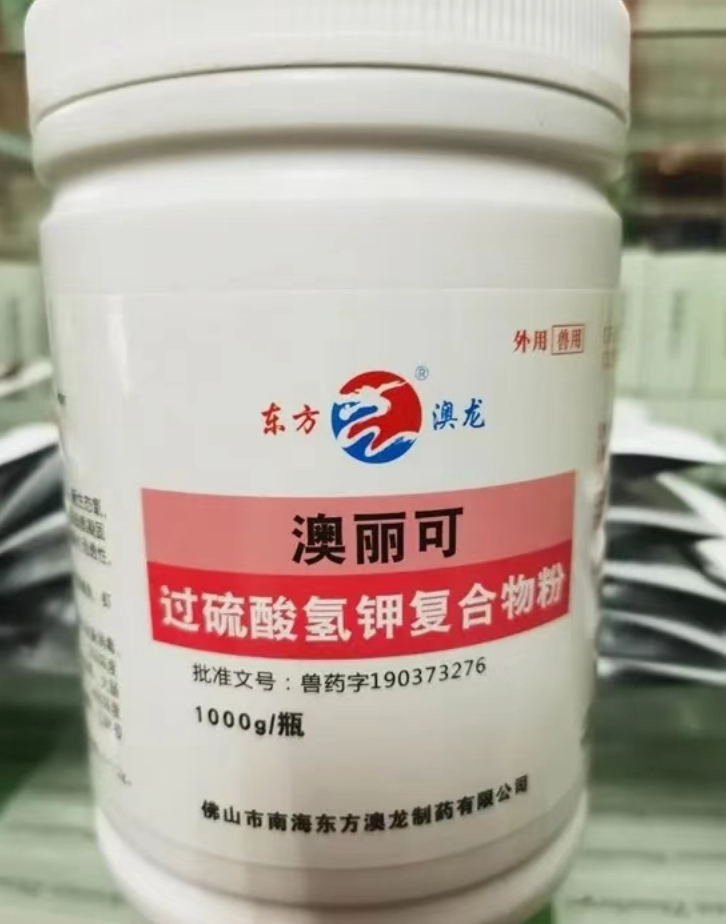 外用 兽用
东方 澳龙 ®
澳丽可
过硫酸氢钾复合物粉
批准文号：兽药字190373276
1000g/瓶
佛山市南海东方澳龙制药有限公司